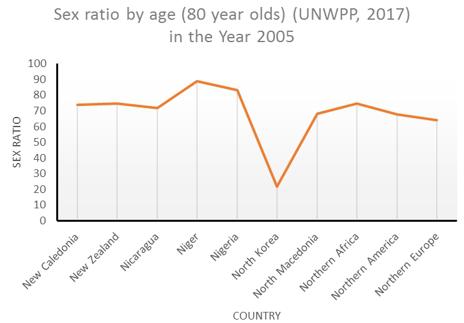 Sex ratio by age (80 year olds) (UNWPP, 2017)
in the Year 2005
100
90
80
70
60
50
40
30
20
10
0
SEX RATIO
New Caledonia
New Zealand
Nicaragua
Niger
Nigeria
North Korea
North Macedonia
Northern Africa
Northern America
Northern Europe
COUNTRY